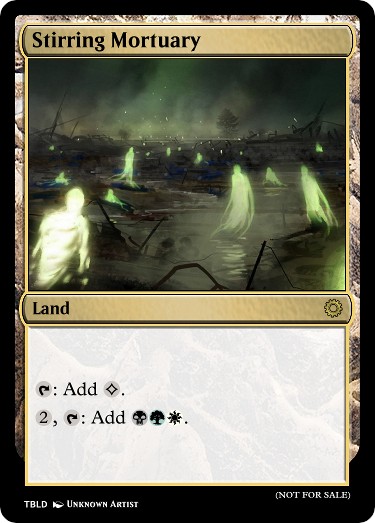 Stirring Mortuary
Land
: Add .
2, : Add .
(NOT FOR SALE)
TBLD Unknown Artist